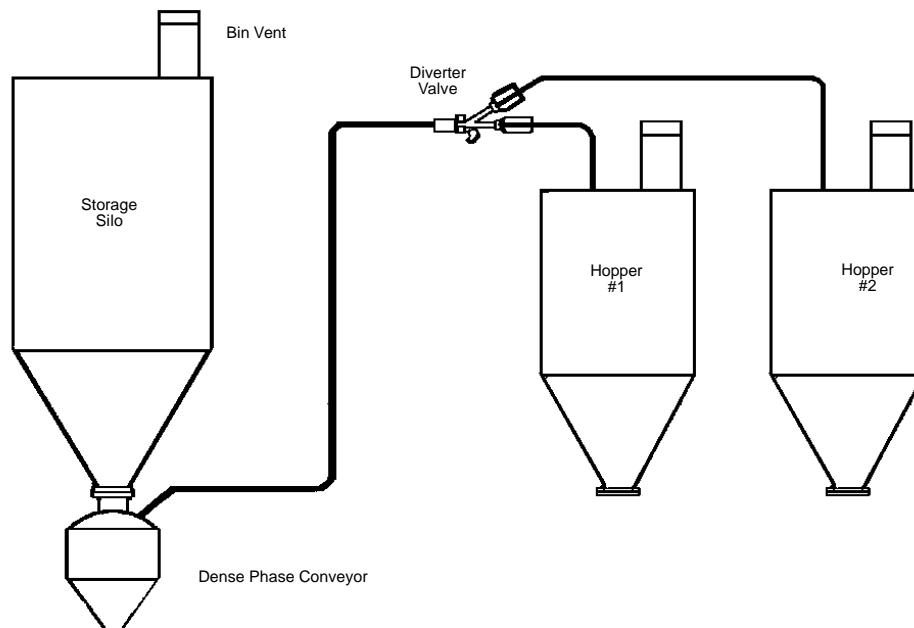 Bin Vent
Diverter
Valve
Storage
Silo
Hopper
#1
Hopper
#2
Dense Phase Conveyor